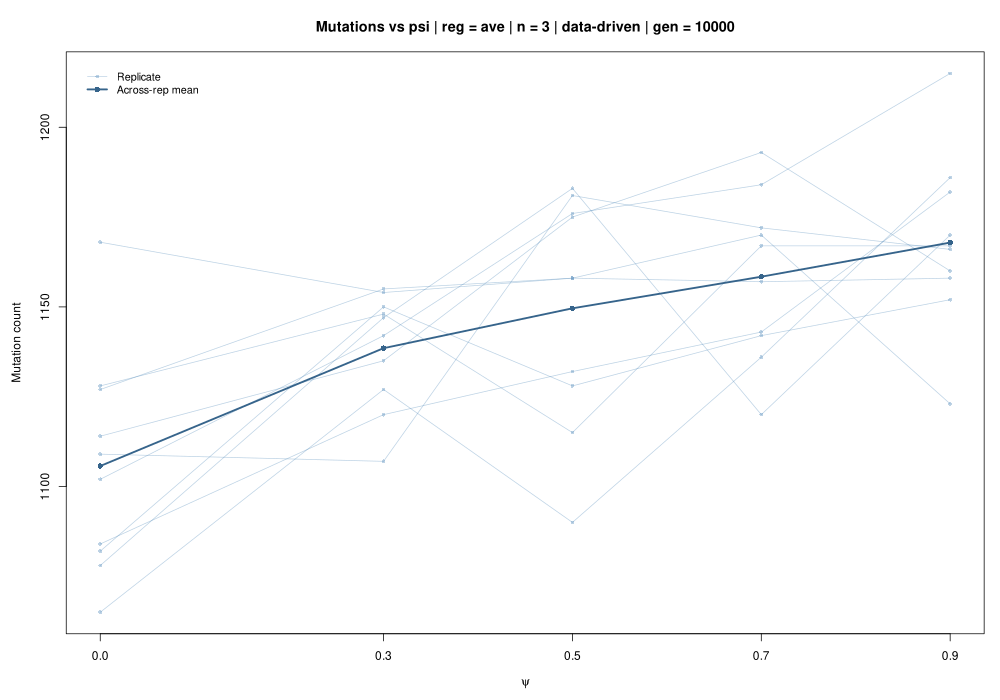 Mutations vs psi | reg = ave | n = 3 | data-driven | gen = 10000
Replicate
Across-rep mean
Mutation count
1200
1150
1100
0.0 0.3 0.5 0.7 0.9
ψ